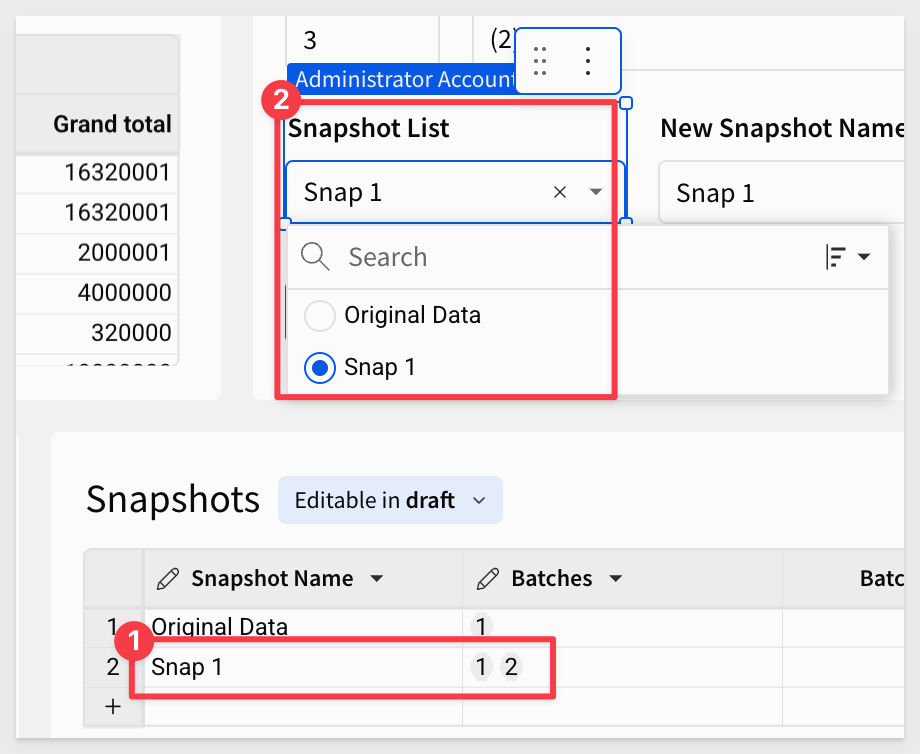 3
(2)
Administrator Account
Grand total
16320001
16320001
2000001
4000000
320000
2
Snapshot List
New Snapshot Name
Snap 1
Snap 1
Search
Original Data
Snap 1
Snapshots
Editable in draft
Snapshot Name
Batches
Batc
1
Original Data
1
1
2
Snap 1
1 2
+